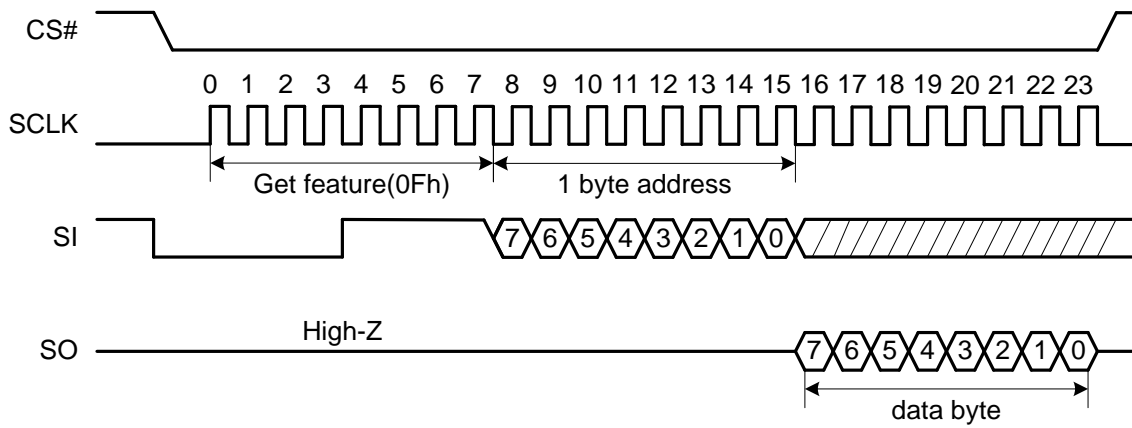 CS#
0 1 2 3 4 5 6 7 8 9 10 11 12 13 14 15 16 17 18 19 20 21 22 23
SCLK
Get feature(0Fh) 1 byte address
SI 7 6 5 4 3 2 1 0
High-Z
SO 7 6 5 4 3 2 1 0
data byte